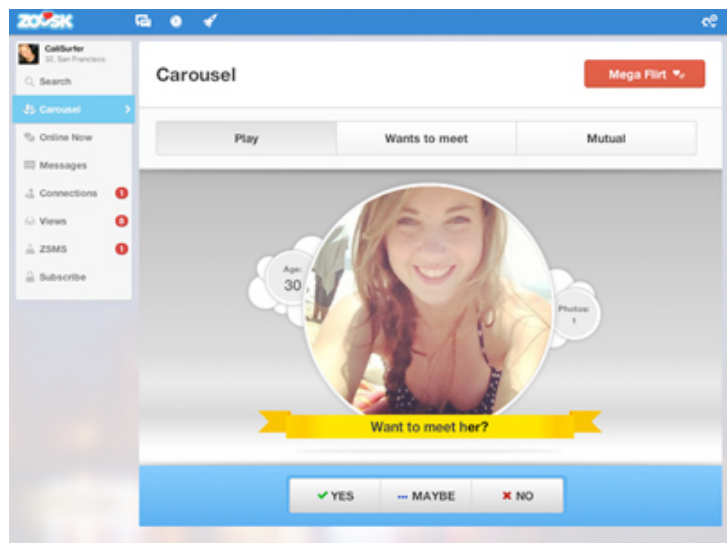 ZOOSK
CaliSurfer
32, San Francisco
Search
Carousel
Online Now
Messages
Connections 1
Views 8
ZSMS 1
Subscribe
Carousel
Mega Flirt
Play
Wants to meet
Mutual
Age:
30
Photos:
1
Want to meet her?
YES
MAYBE
NO